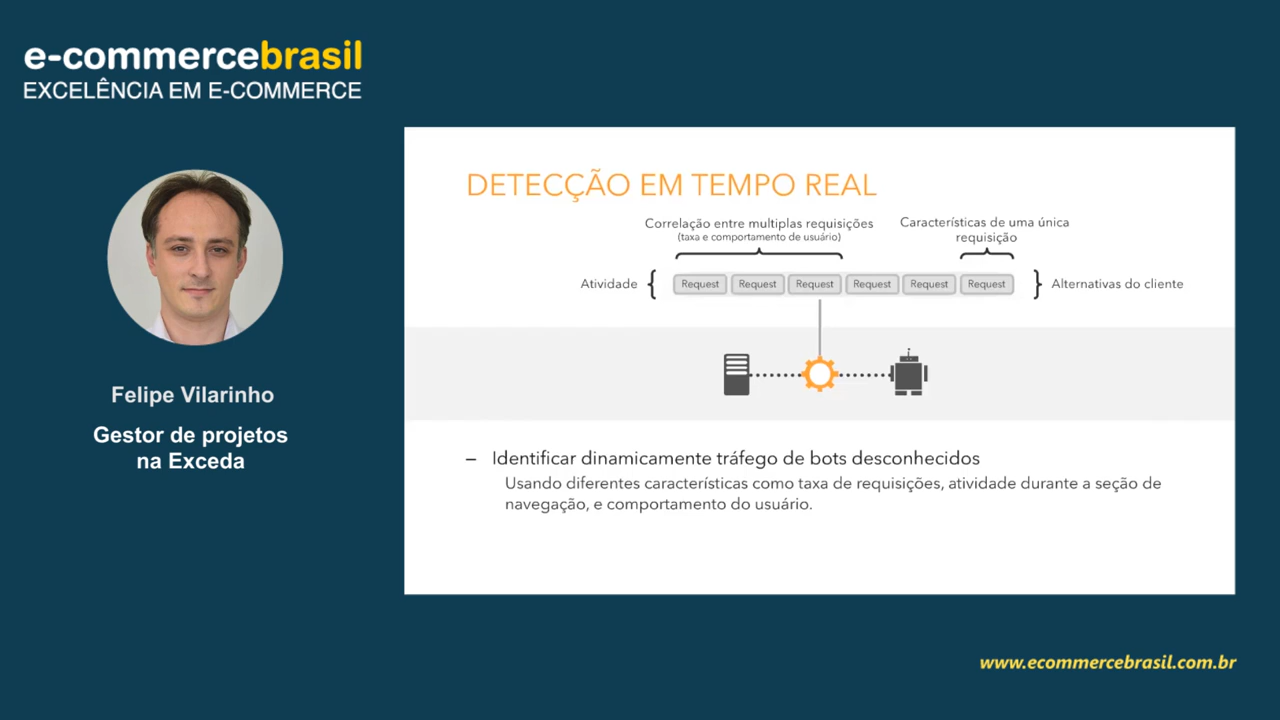 e-commercebrasil
EXCELÊNCIA EM E-COMMERCE
Felipe Vilarinho
Gestor de projetos
na Exceda
DETECÇÃO EM TEMPO REAL
Correlação entre multiplas requisições
(taxa e comportamento de usuário)
Características de uma única
requisição
Atividade { Request Request Request Request Request Request } Alternativas do cliente
– Identificar dinamicamente tráfego de bots desconhecidos
Usando diferentes características como taxa de requisições, atividade durante a seção de
navegação, e comportamento do usuário.
www.ecommercebrasil.com.br